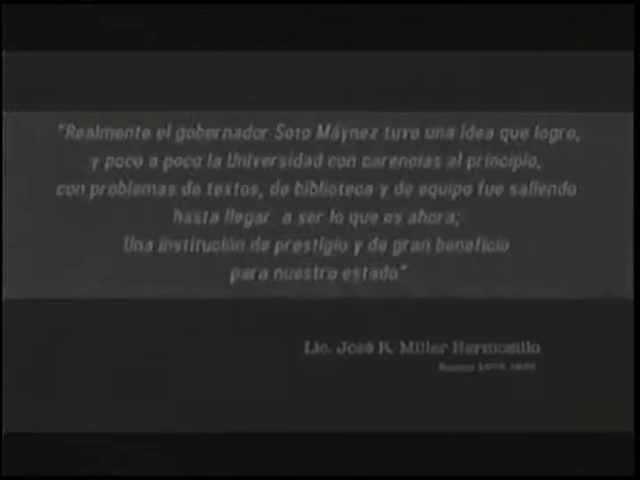 "Realmente el gobernador Soto Máynez tuvo una idea que logro,
y poco a poco la Universidad con carencias al principio,
con problemas de textos, de biblioteca y de equipo fue saliendo
hasta llegar a ser lo que es ahora;
Una institución de prestigio y de gran beneficio
para nuestro estado"
Lic. José R. Miller Hermosillo